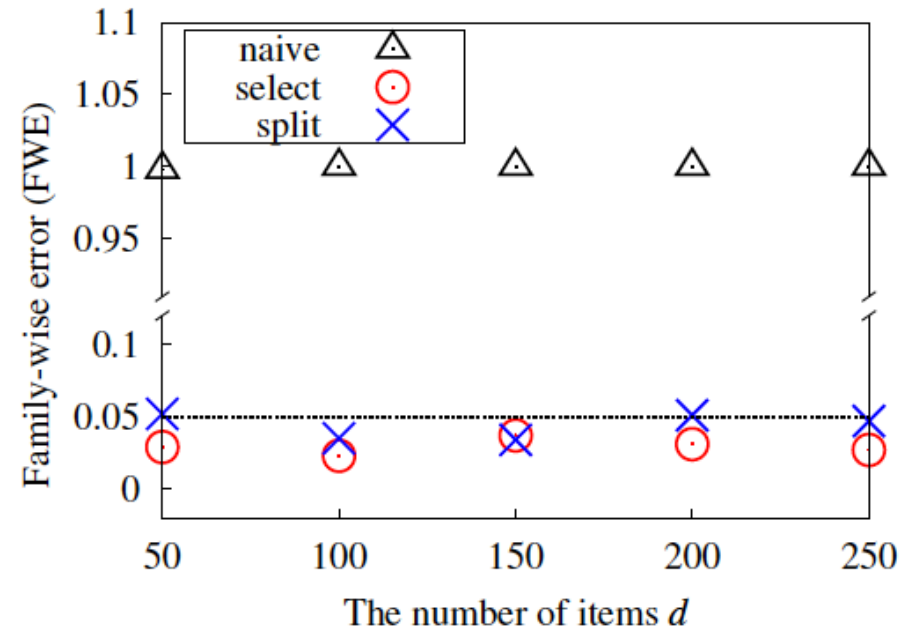 Family-wise error (FWE)
1.1
1.05
1
0.95
0.1
0.05
0
naive
select
split
50 100 150 200 250
The number of items d